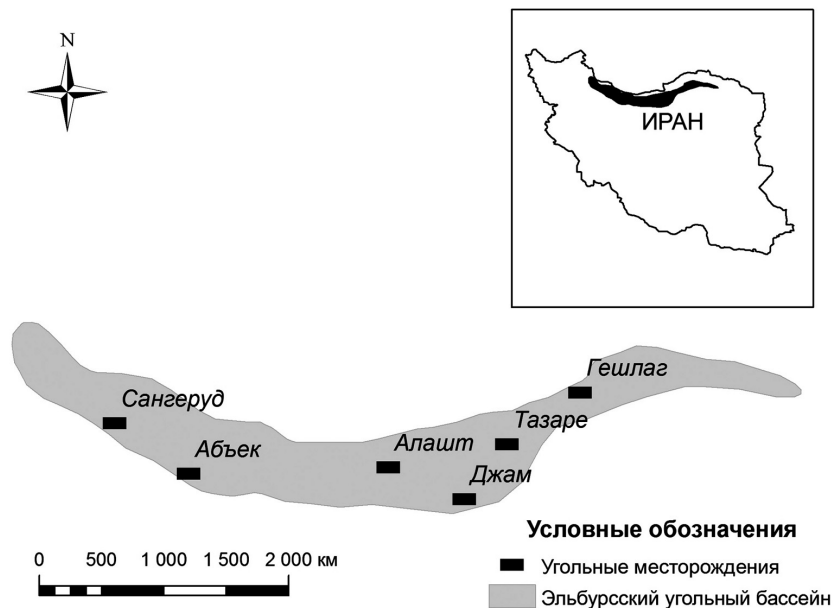 N
ИРАН
Гешлаг
Сангеруд
Тазаре
Абъек
Алашт
Джам
Условные обозначения
0 500 1 000 1 500 2 000 км
Угольные месторождения
Эльбурсский угольный бассейн